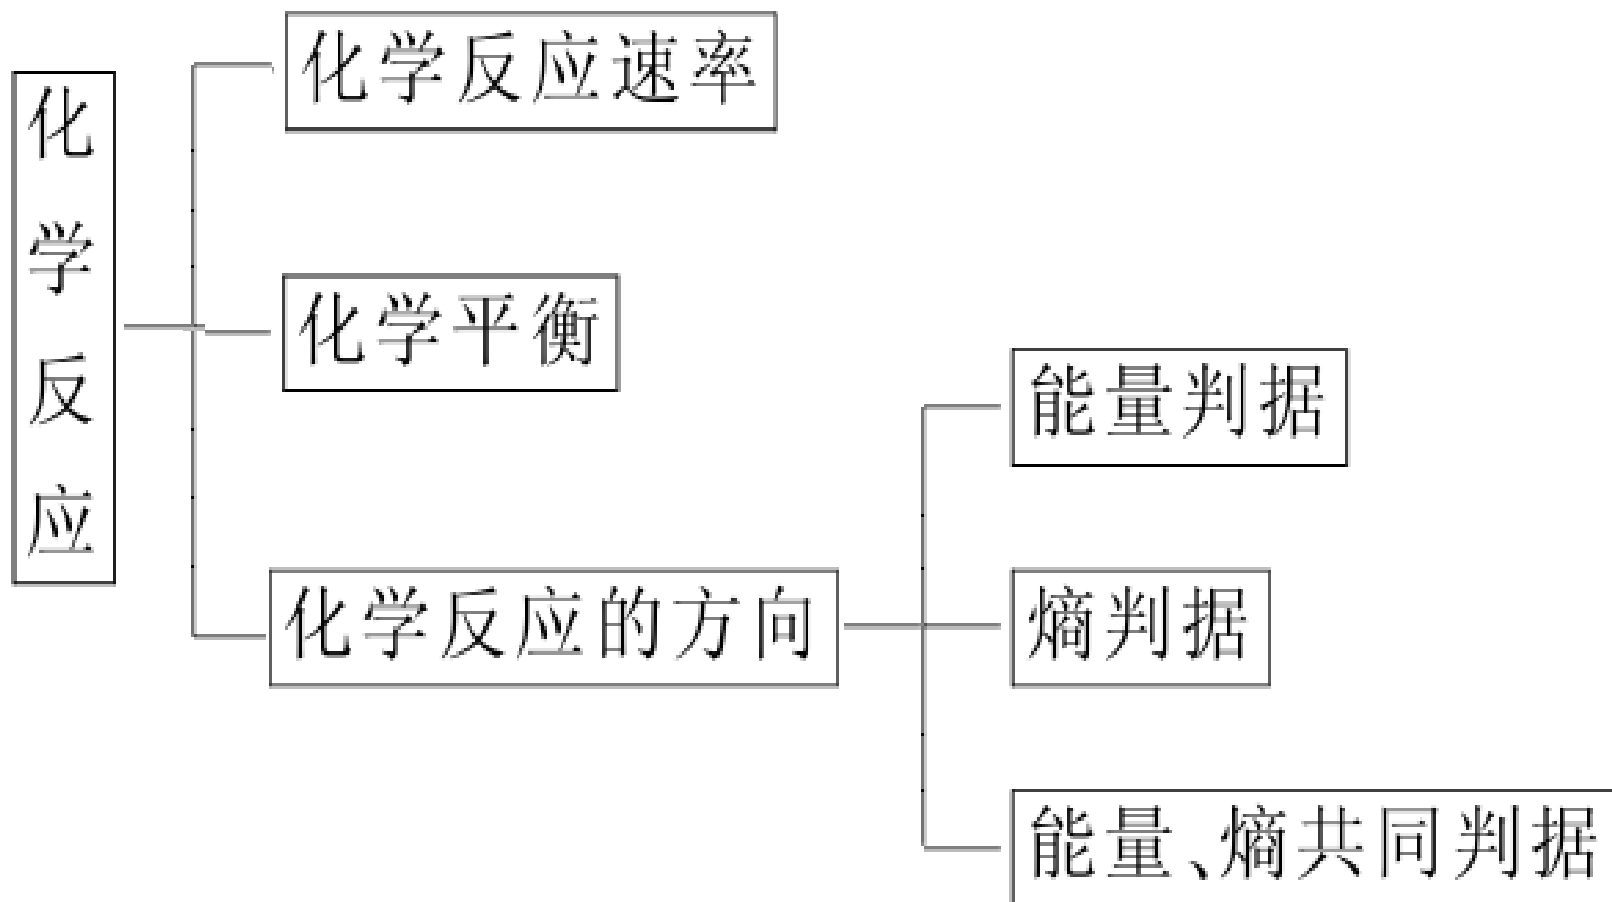 化学反应
化学反应速率
化学平衡
化学反应的方向
能量判据
熵判据
能量、熵共同判据